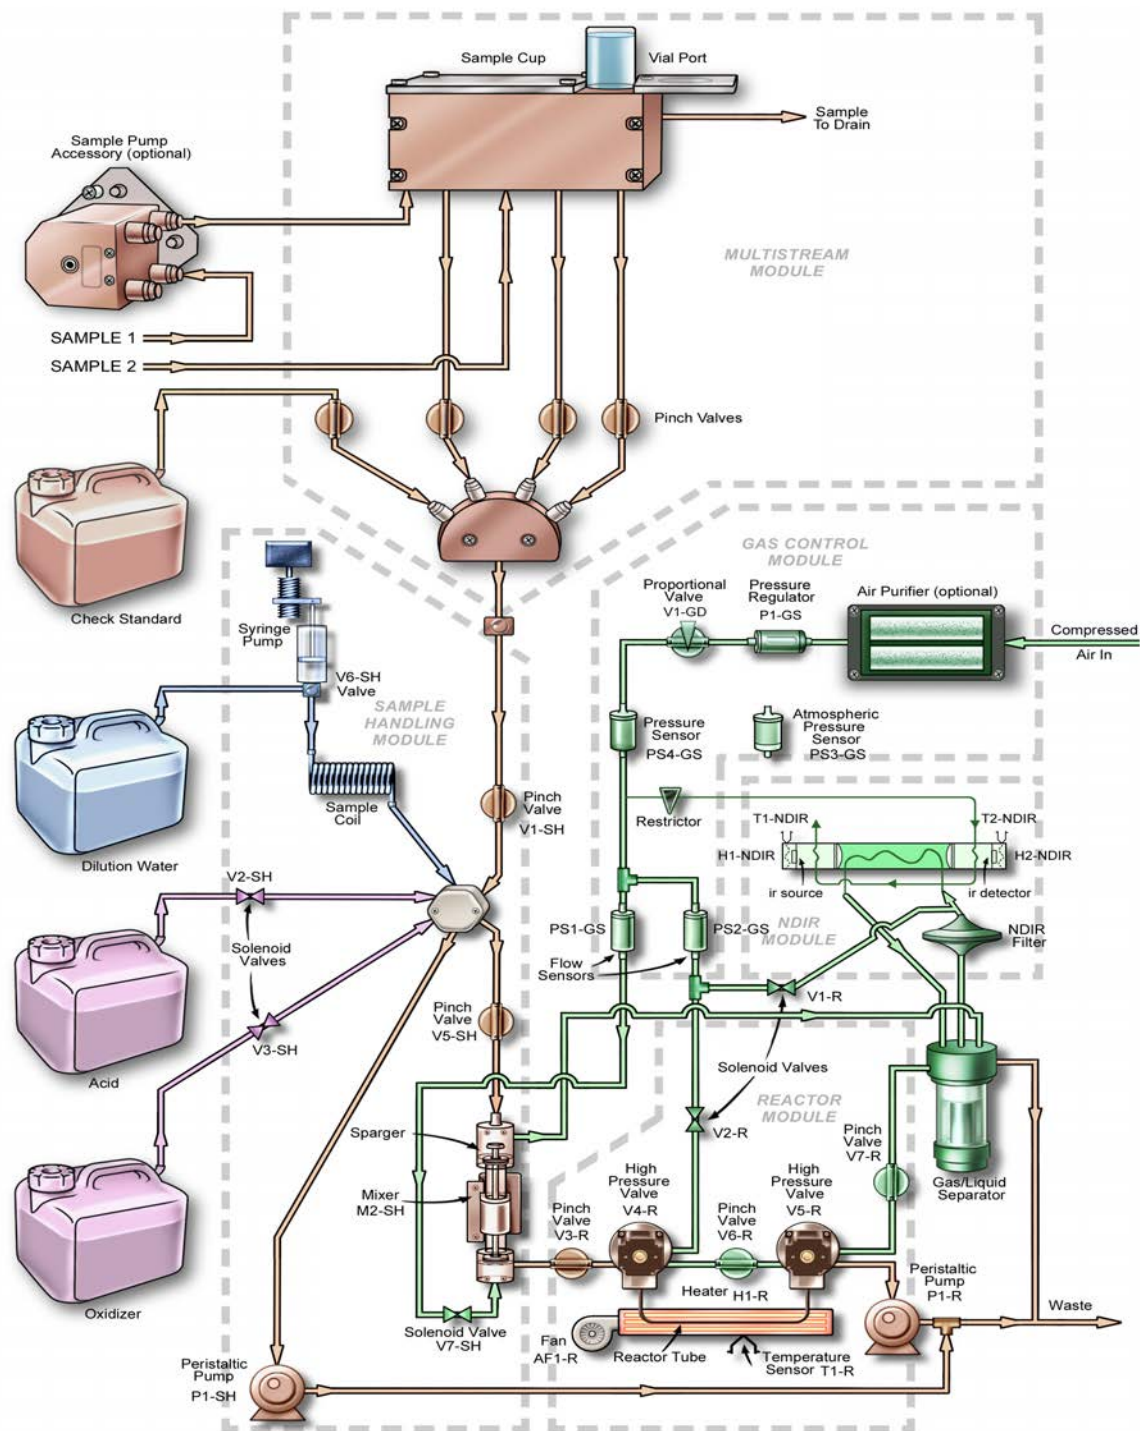 Sample Cup
Vial Port
Sample
To Drain
Sample Pump
Accessory (optional)
MULTISTREAM
MODULE
SAMPLE 1
SAMPLE 2
Pinch Valves
Check Standard
GAS CONTROL
MODULE
Proportional
Valve
V1-GD
Pressure
Regulator
P1-GS
Air Purifier (optional)
Compressed
Air In
Syringe
Pump
V6-SH
Valve
SAMPLE
HANDLING
MODULE
Pressure
Sensor
PS4-GS
Atmospheric
Pressure
Sensor
PS3-GS
Sample
Coil
Pinch
Valve
V1-SH
Restrictor
T1-NDIR
T2-NDIR
H1-NDIR
H2-NDIR
ir source
ir detector
Dilution Water
V2-SH
Solenoid
Valves
V3-SH
PS1-GS
PS2-GS
Flow
Sensors
NDIR
MODULE
NDIR
Filter
V1-R
Pinch
Valve
V5-SH
Acid
Solenoid Valves
REACTOR
MODULE
V2-R
Sparger
Mixer
M2-SH
Pinch
Valve
V7-R
Gas/Liquid
Separator
High
Pressure
Valve
V4-R
High
Pressure
Valve
V5-R
Pinch
Valve
V3-R
Pinch
Valve
V6-R
Oxidizer
Heater
H1-R
Peristaltic
Pump
P1-R
Waste
Solenoid Valve
V7-SH
Fan
AF1-R
Reactor Tube
Temperature
Sensor T1-R
Peristaltic
Pump
P1-SH